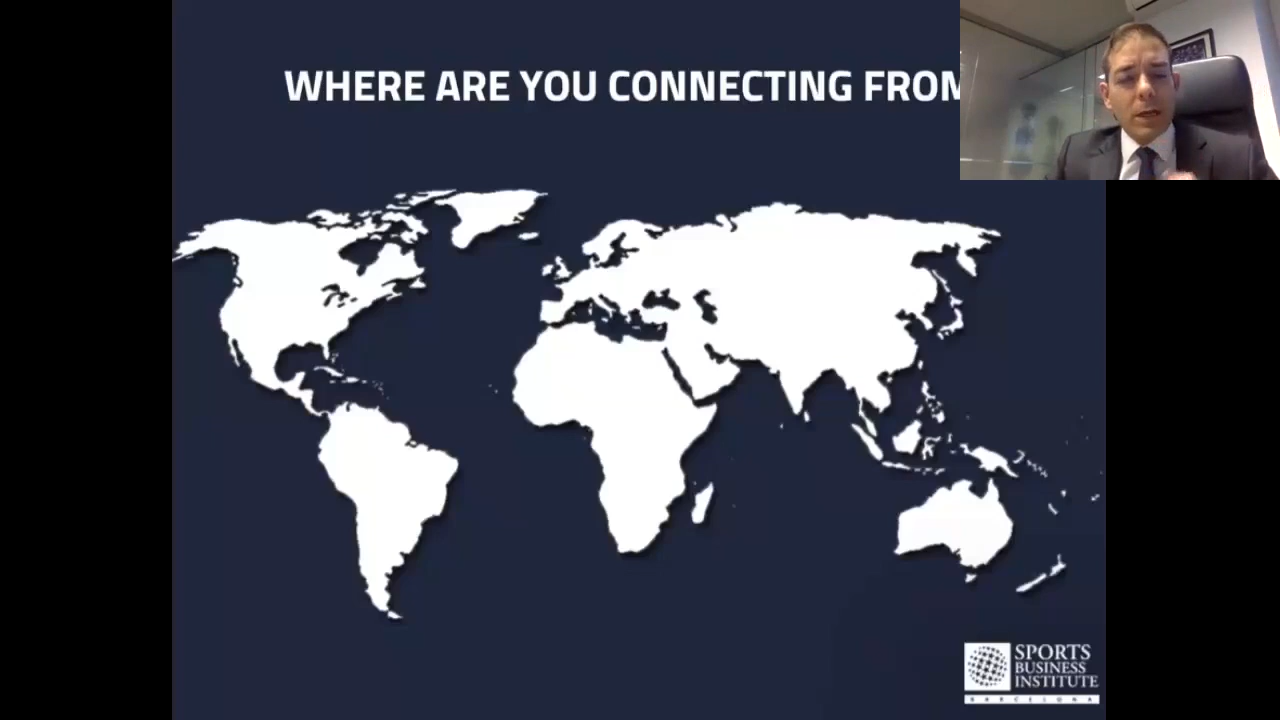 WHERE ARE YOU CONNECTING FROM
SPORTS
BUSINESS
INSTITUTE
BARCELONA